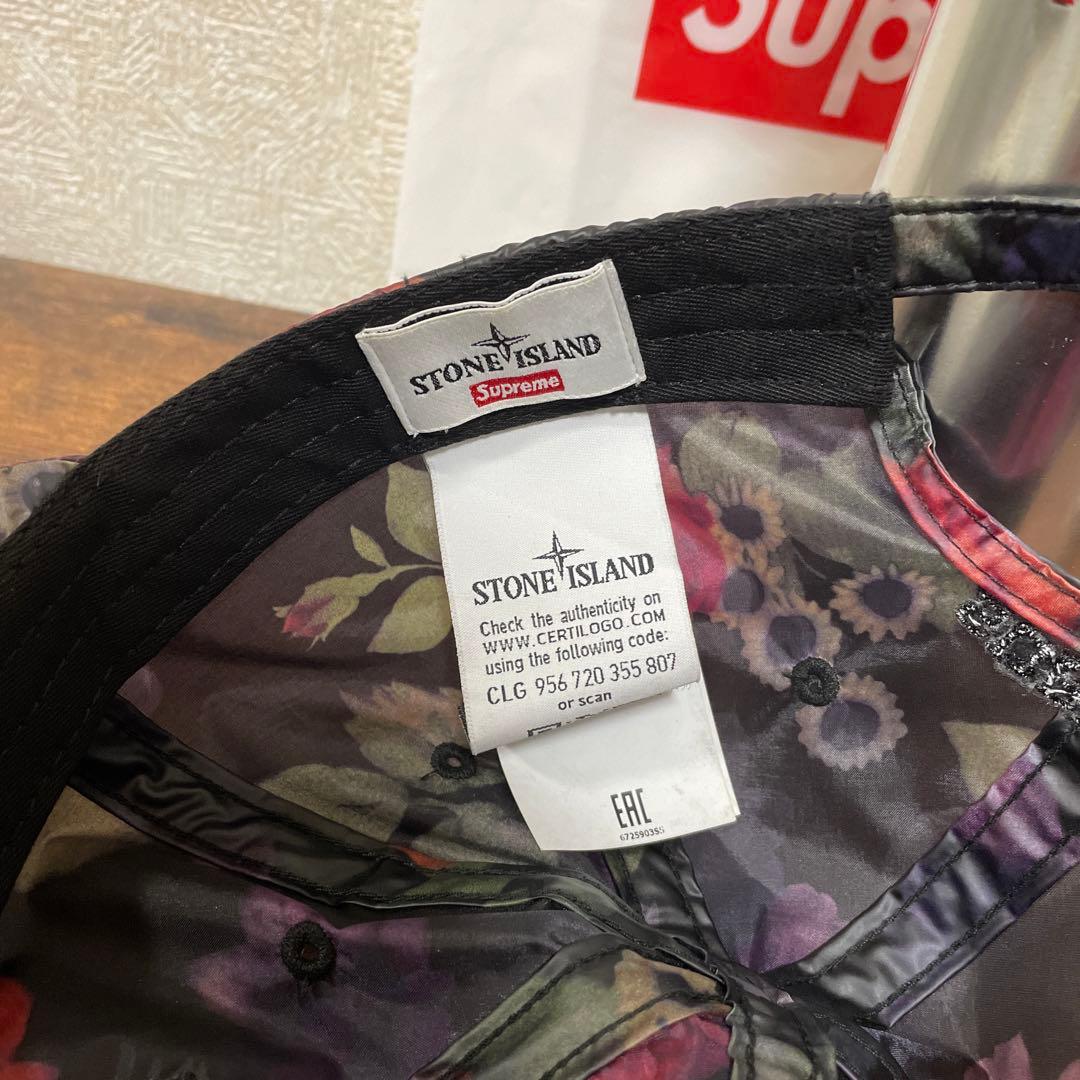 Sup
STONE ISLAND
Supreme
STONE ISLAND
Check the authenticity on
WWW.CERTILOGO.COM
using the following code:
CLG 956 720 355 807
or scan
EAC
67259035S